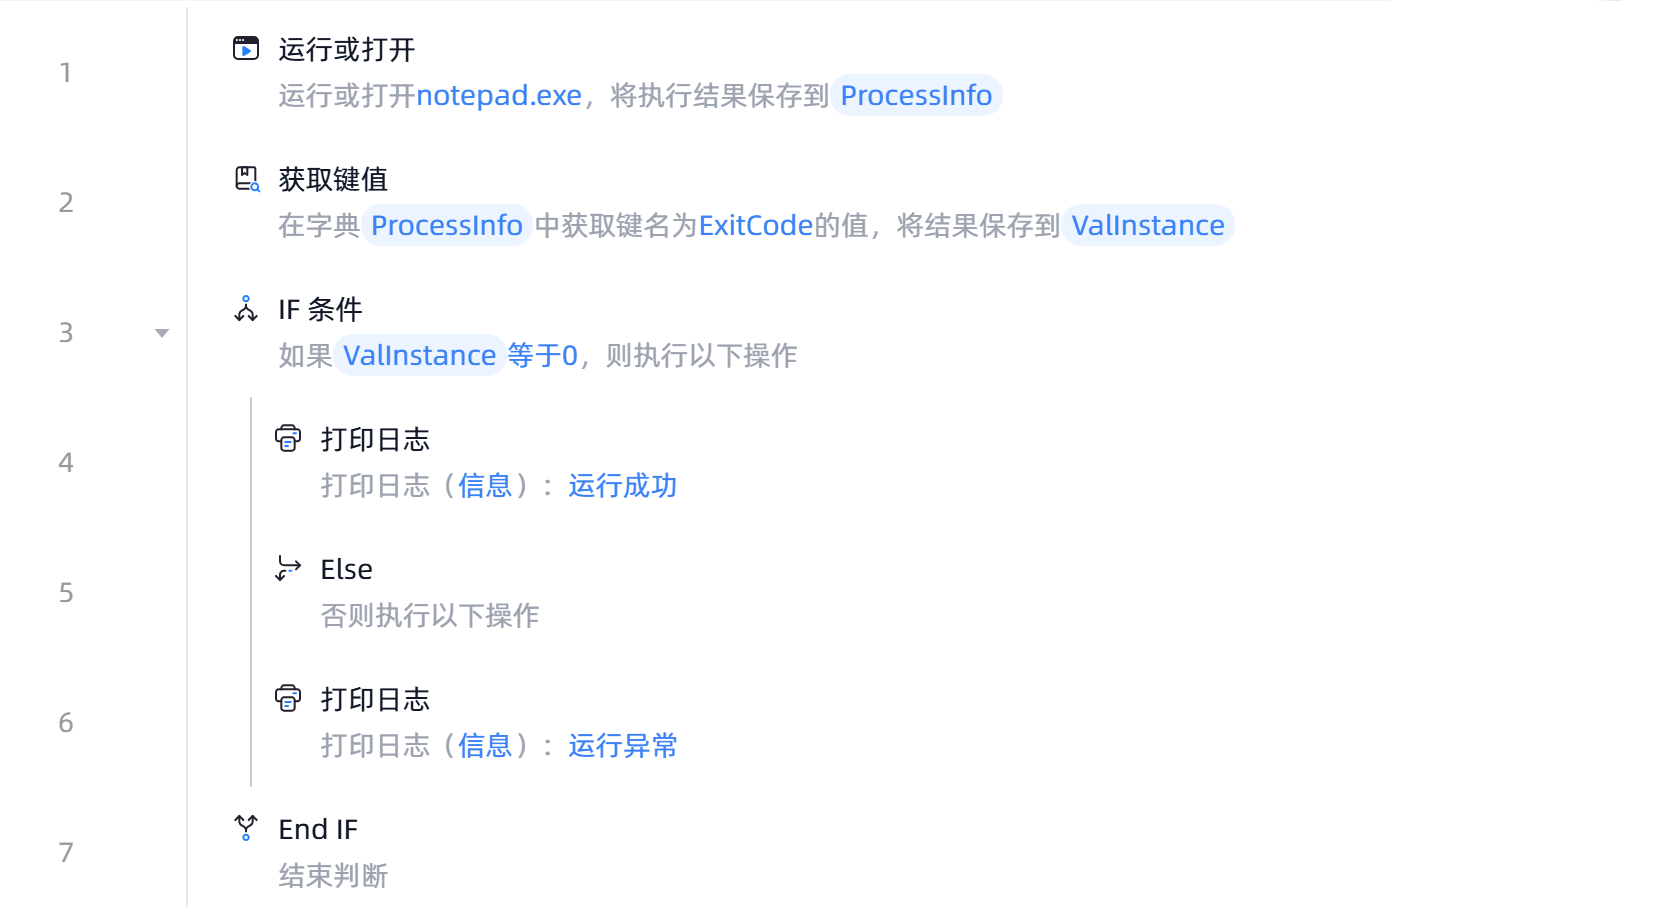 1
运行或打开
运行或打开notepad.exe，将执行结果保存到 ProcessInfo
2
获取键值
在字典 ProcessInfo 中获取键名为ExitCode的值，将结果保存到 ValInstance
3
IF 条件
如果 ValInstance 等于0，则执行以下操作
4
打印日志
打印日志（信息）：运行成功
5
Else
否则执行以下操作
6
打印日志
打印日志（信息）：运行异常
7
End IF
结束判断